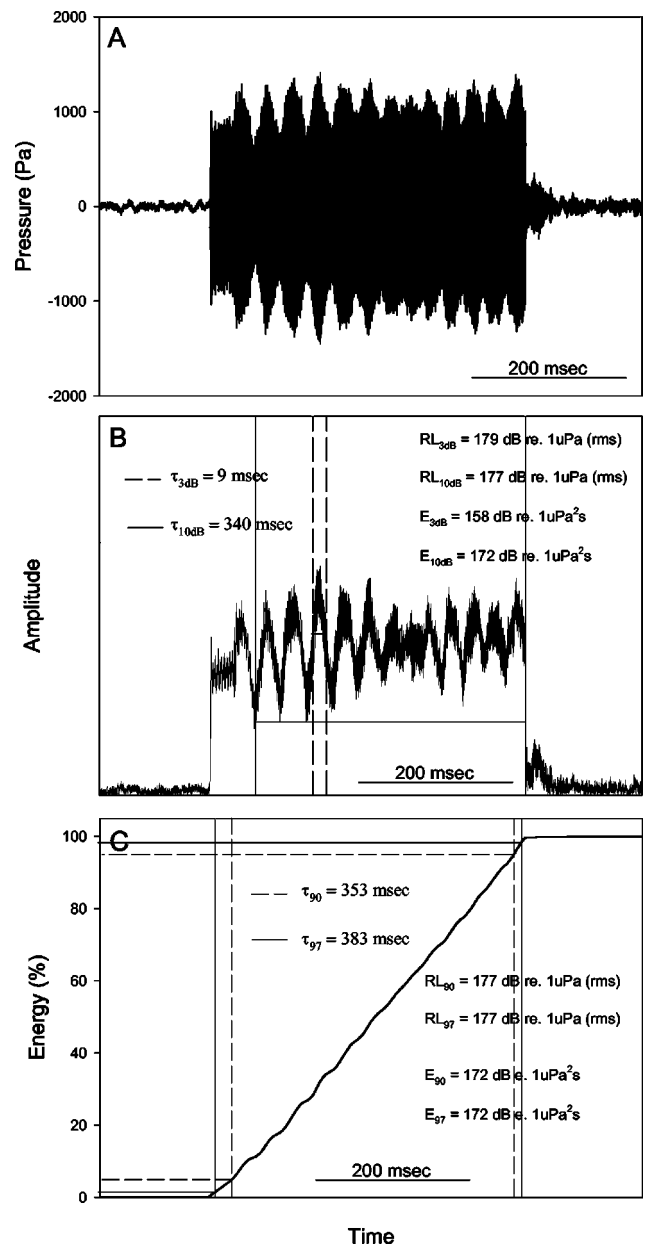 A
2000
1000
0
-1000
-2000
Pressure (Pa)
200 msec
B
RL3dB = 179 dB re. 1uPa (rms)
τ3dB = 9 msec
RL10dB = 177 dB re. 1uPa (rms)
τ10dB = 340 msec
E3dB = 158 dB re. 1uPa²s
E10dB = 172 dB re. 1uPa²s
Amplitude
200 msec
C
100
80
60
40
20
0
Energy (%)
τ90 = 353 msec
τ97 = 383 msec
RL90 = 177 dB re. 1uPa (rms)
RL97 = 177 dB re. 1uPa (rms)
E90 = 172 dB e. 1uPa²s
E97 = 172 dB e. 1uPa²s
200 msec
Time